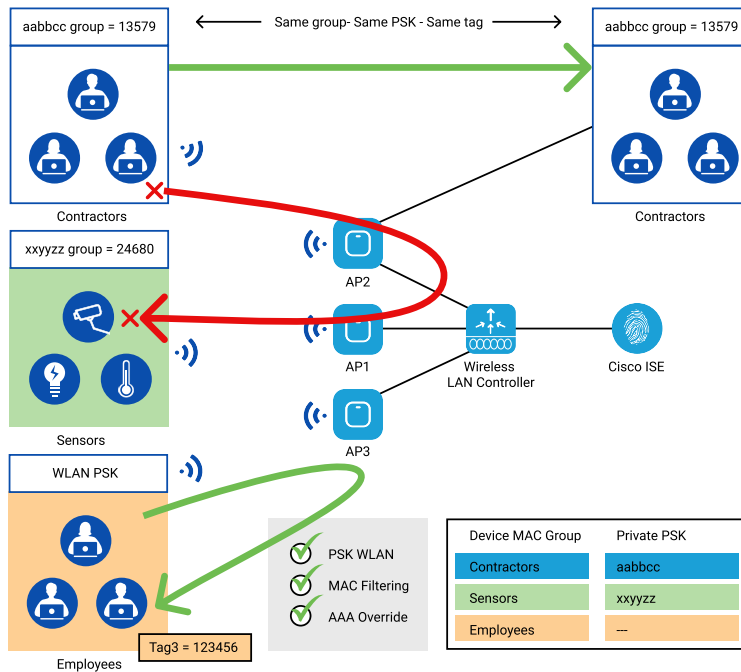 aabbcc group = 13579
Same group- Same PSK - Same tag
aabbcc group = 13579
Contractors
Contractors
xxyyzz group = 24680
AP2
AP1
Wireless
LAN Controller
Cisco ISE
Sensors
AP3
WLAN PSK
PSK WLAN
MAC Filtering
AAA Override
Device MAC Group
Private PSK
Contractors
aabbcc
Sensors
xxyyzz
Employees
---
Tag3 = 123456
Employees